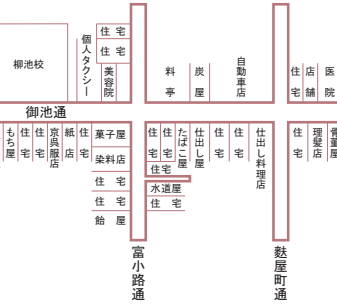 住宅
住宅
柳池校
個人タクシー
美容院
料亭
炭屋
自動車店
住宅
店舗
医院
御池通
もち屋
住宅
住宅
京呉服店
紙店
住宅
菓子屋
染料店
住宅
住宅
飴屋
住宅
住宅
たばこ屋
仕出し屋
住宅
住宅
仕出し料理店
住宅
理髪店
骨董屋
住宅
水道屋
住宅
富小路通
麩屋町通